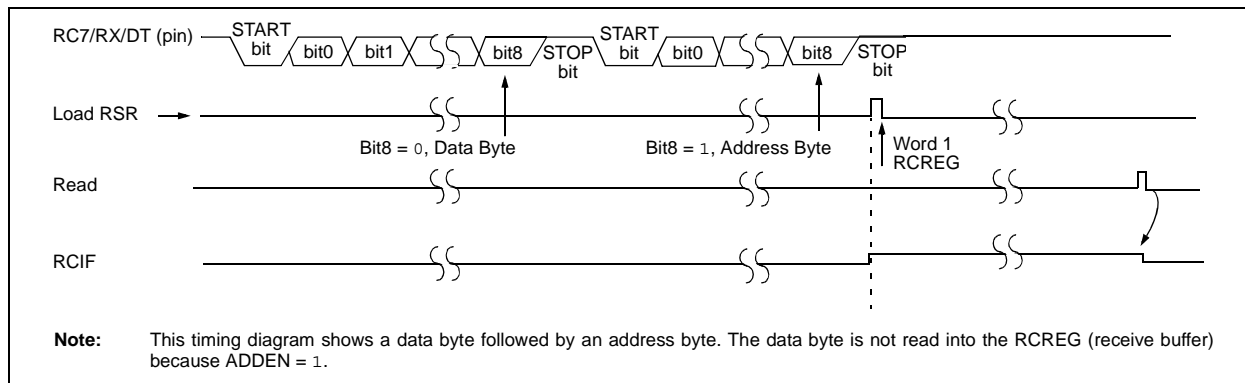 RC7/RX/DT (pin)
START
bit
bit0
bit1
bit8
STOP
bit
START
bit
bit0
bit8
STOP
bit
Load RSR
Bit8 = 0, Data Byte
Bit8 = 1, Address Byte
Word 1
RCREG
Read
RCIF
Note: This timing diagram shows a data byte followed by an address byte. The data byte is not read into the RCREG (receive buffer)
because ADDEN = 1.